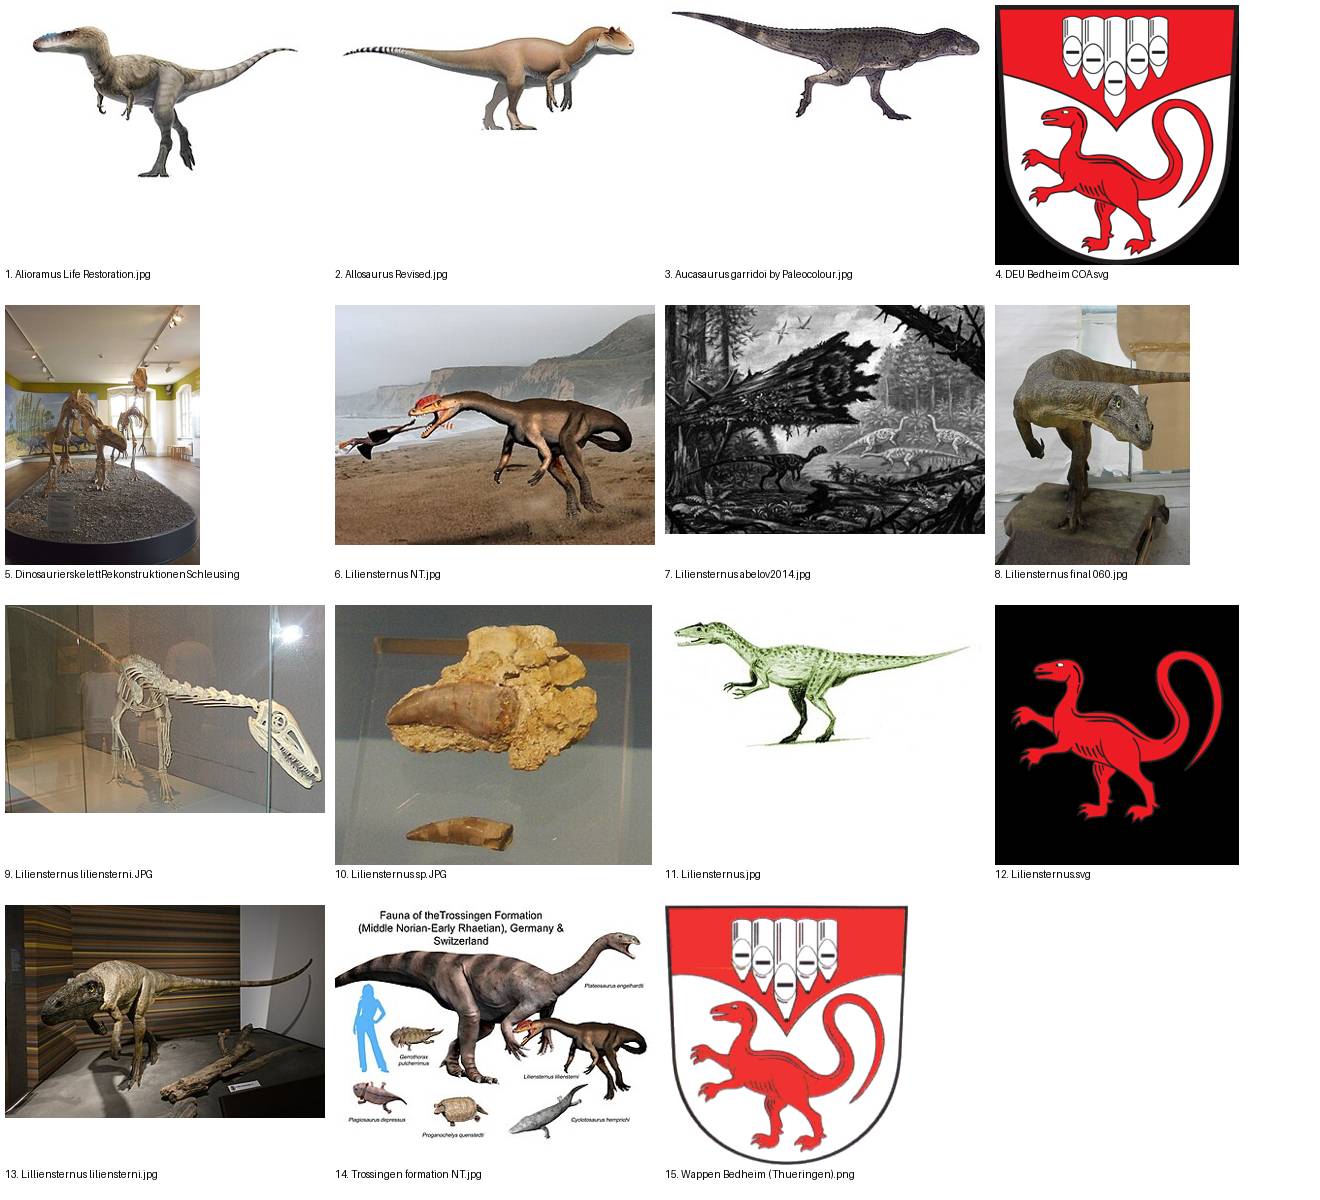 1. Alioramus Life Restoration.jpg
2. Allosaurus Revised.jpg
3. Aucasaurus garridoi by Paleocolour.jpg
4. DEU Bedheim COA.svg
5. DinosaurierskelettRekonstruktionenSchleusing
6. Liliensternus NT.jpg
7. Liliensternus abelov2014.jpg
8. Liliensternus final 060.jpg
9. Liliensternus liliensterni.JPG
10. Liliensternus sp.JPG
11. Liliensternus.jpg
12. Liliensternus.svg
Fauna of theTrossingen Formation
(Middle Norian-Early Rhaetian), Germany &
Switzerland
Plateosaurus engelhardti
Gerrothorax
pulcherrimus
Liliensternus liliensterni
Plagiosaurus depressus
Proganochelys quenstedti
Cyclotosaurus hemprichi
13. Lilliensternus liliensterni.jpg
14. Trossingen formation NT.jpg
15. Wappen Bedheim (Thueringen).png